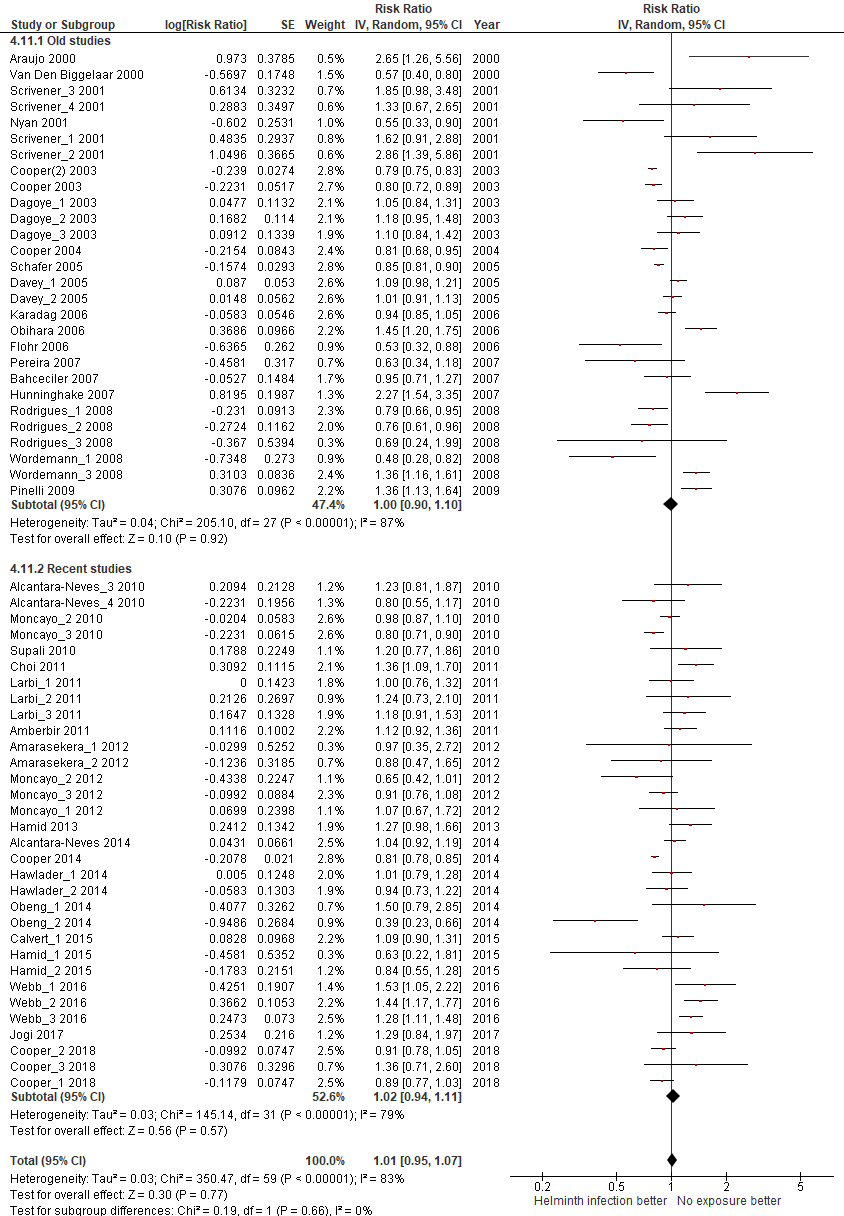 Risk Ratio Risk Ratio
Study or Subgroup log[Risk Ratio] SE Weight IV, Random, 95% CI Year IV, Random, 95% CI
4.11.1 Old studies
Araujo 2000 0.973 0.3785 0.5% 2.65 [1.26, 5.56] 2000
Van Den Biggelaar 2000 -0.5697 0.1748 1.5% 0.57 [0.40, 0.80] 2000
Scrivener_3 2001 0.6134 0.3232 0.7% 1.85 [0.98, 3.48] 2001
Scrivener_4 2001 0.2883 0.3497 0.6% 1.33 [0.67, 2.65] 2001
Nyan 2001 -0.602 0.2531 1.0% 0.55 [0.33, 0.90] 2001
Scrivener_1 2001 0.4835 0.2937 0.8% 1.62 [0.91, 2.88] 2001
Scrivener_2 2001 1.0496 0.3665 0.6% 2.86 [1.39, 5.86] 2001
Cooper(2) 2003 -0.239 0.0274 2.8% 0.79 [0.75, 0.83] 2003
Cooper 2003 -0.2231 0.0517 2.7% 0.80 [0.72, 0.89] 2003
Dagoye_1 2003 0.0477 0.1132 2.1% 1.05 [0.84, 1.31] 2003
Dagoye_2 2003 0.1682 0.114 2.1% 1.18 [0.95, 1.48] 2003
Dagoye_3 2003 0.0912 0.1339 1.9% 1.10 [0.84, 1.42] 2003
Cooper 2004 -0.2154 0.0843 2.4% 0.81 [0.68, 0.95] 2004
Schafer 2005 -0.1574 0.0293 2.8% 0.85 [0.81, 0.90] 2005
Davey_1 2005 0.087 0.053 2.6% 1.09 [0.98, 1.21] 2005
Davey_2 2005 0.0148 0.0562 2.6% 1.01 [0.91, 1.13] 2005
Karadag 2006 -0.0583 0.0546 2.6% 0.94 [0.85, 1.05] 2006
Obihara 2006 0.3686 0.0966 2.2% 1.45 [1.20, 1.75] 2006
Flohr 2006 -0.6365 0.262 0.9% 0.53 [0.32, 0.88] 2006
Pereira 2007 -0.4581 0.317 0.7% 0.63 [0.34, 1.18] 2007
Bahceciler 2007 -0.0527 0.1484 1.7% 0.95 [0.71, 1.27] 2007
Hunninghake 2007 0.8195 0.1987 1.3% 2.27 [1.54, 3.35] 2007
Rodrigues_1 2008 -0.231 0.0913 2.3% 0.79 [0.66, 0.95] 2008
Rodrigues_2 2008 -0.2724 0.1162 2.1% 0.76 [0.61, 0.96] 2008
Rodrigues_3 2008 -0.367 0.5394 0.3% 0.69 [0.24, 1.99] 2008
Wordemann_1 2008 -0.7348 0.273 0.9% 0.48 [0.28, 0.82] 2008
Wordemann_3 2008 0.3103 0.0836 2.4% 1.36 [1.16, 1.61] 2008
Pinelli 2009 0.3076 0.0962 2.2% 1.36 [1.13, 1.64] 2009
Subtotal (95% CI) 47.4% 1.00 [0.90, 1.10]
Heterogeneity: Tau² = 0.04; Chi² = 205.10, df = 27 (P < 0.00001); I² = 87%
Test for overall effect: Z = 0.10 (P = 0.92)
4.11.2 Recent studies
Alcantara-Neves_3 2010 0.2094 0.2128 1.2% 1.23 [0.81, 1.87] 2010
Alcantara-Neves_4 2010 -0.2231 0.1956 1.3% 0.80 [0.55, 1.17] 2010
Moncayo_2 2010 -0.0204 0.0583 2.6% 0.98 [0.87, 1.10] 2010
Moncayo_3 2010 -0.2231 0.0615 2.6% 0.80 [0.71, 0.90] 2010
Supali 2010 0.1788 0.2249 1.1% 1.20 [0.77, 1.86] 2010
Choi 2011 0.3092 0.1115 2.1% 1.36 [1.09, 1.70] 2011
Larbi_1 2011 0 0.1423 1.8% 1.00 [0.76, 1.32] 2011
Larbi_2 2011 0.2126 0.2697 0.9% 1.24 [0.73, 2.10] 2011
Larbi_3 2011 0.1647 0.1328 1.9% 1.18 [0.91, 1.53] 2011
Amberbir 2011 0.1116 0.1002 2.2% 1.12 [0.92, 1.36] 2011
Amarasekera_1 2012 -0.0299 0.5252 0.3% 0.97 [0.35, 2.72] 2012
Amarasekera_2 2012 -0.1236 0.3185 0.7% 0.88 [0.47, 1.65] 2012
Moncayo_2 2012 -0.4338 0.2247 1.1% 0.65 [0.42, 1.01] 2012
Moncayo_3 2012 -0.0992 0.0884 2.3% 0.91 [0.76, 1.08] 2012
Moncayo_1 2012 0.0699 0.2398 1.0% 1.07 [0.67, 1.72] 2012
Hamid 2013 0.2412 0.1342 1.9% 1.27 [0.98, 1.66] 2013
Alcantara-Neves 2014 0.0431 0.0661 2.5% 1.04 [0.92, 1.19] 2014
Cooper 2014 -0.2078 0.021 2.8% 0.81 [0.78, 0.85] 2014
Hawlader_1 2014 0.005 0.1248 2.0% 1.01 [0.79, 1.28] 2014
Hawlader_2 2014 -0.0583 0.1303 1.9% 0.94 [0.73, 1.22] 2014
Obeng_1 2014 0.4077 0.3262 0.7% 1.50 [0.79, 2.85] 2014
Obeng_2 2014 -0.9486 0.2684 0.9% 0.39 [0.23, 0.66] 2014
Calvert_1 2015 0.0828 0.0968 2.2% 1.09 [0.90, 1.31] 2015
Hamid_1 2015 -0.4581 0.5352 0.3% 0.63 [0.22, 1.81] 2015
Hamid_2 2015 -0.1783 0.2151 1.2% 0.84 [0.55, 1.28] 2015
Webb_1 2016 0.4251 0.1907 1.4% 1.53 [1.05, 2.22] 2016
Webb_2 2016 0.3662 0.1053 2.2% 1.44 [1.17, 1.77] 2016
Webb_3 2016 0.2473 0.073 2.5% 1.28 [1.11, 1.48] 2016
Jogi 2017 0.2534 0.216 1.2% 1.29 [0.84, 1.97] 2017
Cooper_2 2018 -0.0992 0.0747 2.5% 0.91 [0.78, 1.05] 2018
Cooper_3 2018 0.3076 0.3296 0.7% 1.36 [0.71, 2.60] 2018
Cooper_1 2018 -0.1179 0.0747 2.5% 0.89 [0.77, 1.03] 2018
Subtotal (95% CI) 52.6% 1.02 [0.94, 1.11]
Heterogeneity: Tau² = 0.03; Chi² = 145.14, df = 31 (P < 0.00001); I² = 79%
Test for overall effect: Z = 0.56 (P = 0.57)
Total (95% CI) 100.0% 1.01 [0.95, 1.07]
Heterogeneity: Tau² = 0.03; Chi² = 350.47, df = 59 (P < 0.00001); I² = 83%
Test for overall effect: Z = 0.30 (P = 0.77)
Test for subgroup differences: Chi² = 0.19, df = 1 (P = 0.66), I² = 0%
0.2 0.5 1 2 5
Helminth infection better No exposure better